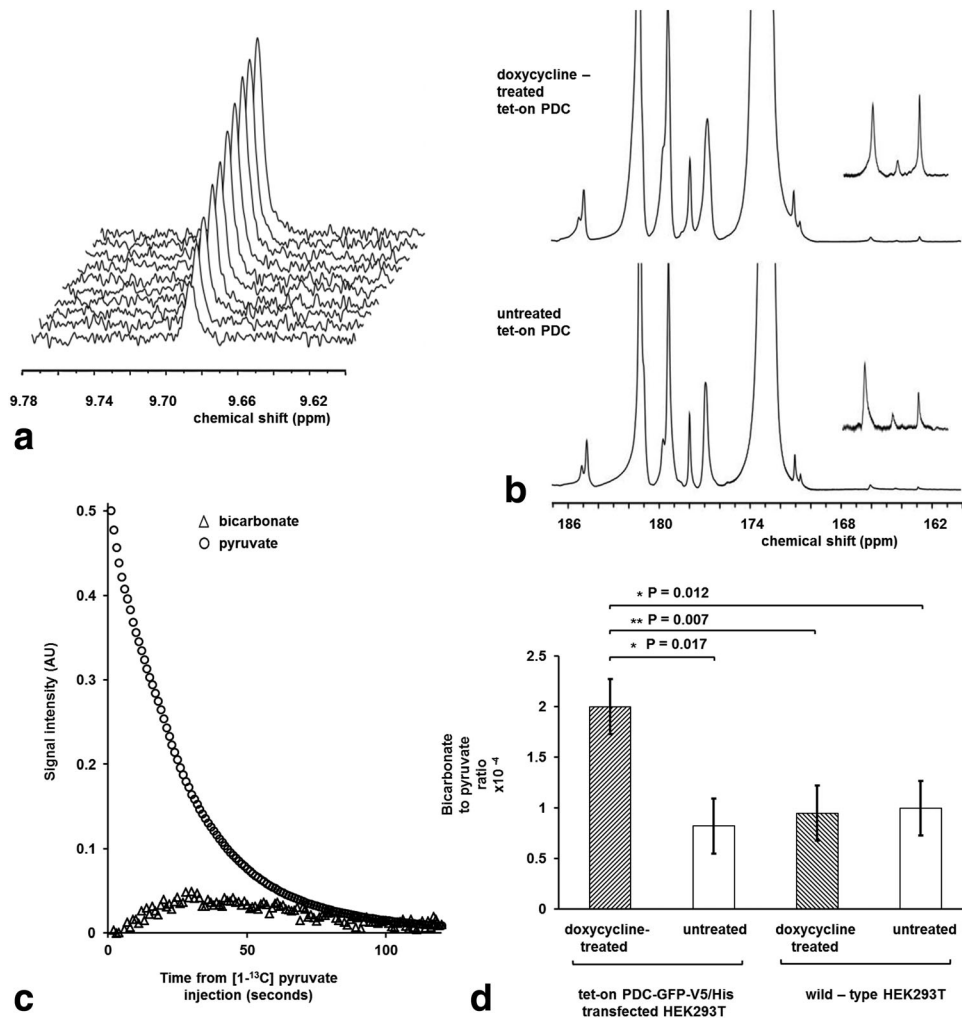 9.78 9.74 9.70 9.66 9.62
chemical shift (ppm)
a
doxycycline –
treated
tet-on PDC
untreated
tet-on PDC
186 180 174 168 162
chemical shift (ppm)
b
0.5
0.4
0.3
0.2
0.1
0
bicarbonate
pyruvate
Signal intensity (AU)
0 50 100
Time from [1-¹³C] pyruvate
injection (seconds)
c
* P = 0.012
** P = 0.007
* P = 0.017
2.5
2
1.5
1
0.5
0
Bicarbonate
to pyruvate
ratio
x10 -4
doxycycline-
treated
untreated
doxycycline
treated
untreated
tet-on PDC-GFP-V5/His
transfected HEK293T
wild – type HEK293T
d